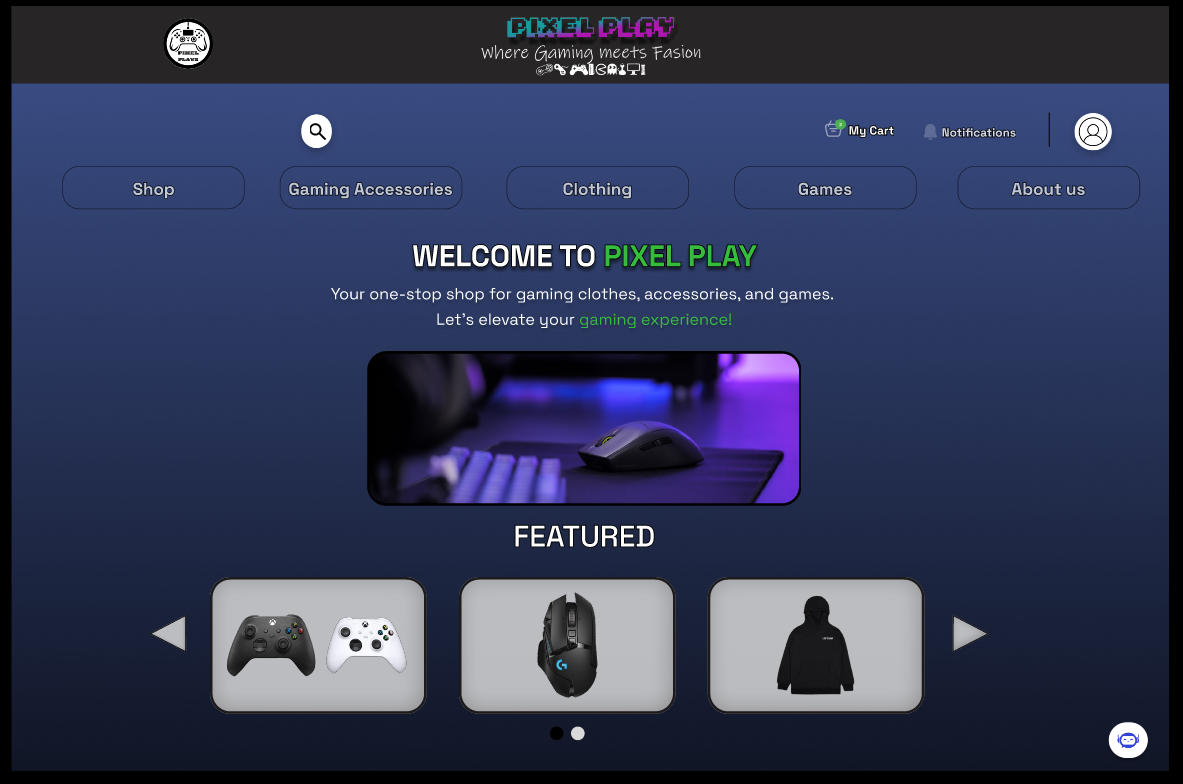 PIXEL PLAY
Where Gaming meets Fasion
PIXEL
PLAYS
My Cart
Notifications
Shop
Gaming Accessories
Clothing
Games
About us
WELCOME TO PIXEL PLAY
Your one-stop shop for gaming clothes, accessories, and games.
Let's elevate your gaming experience!
FEATURED